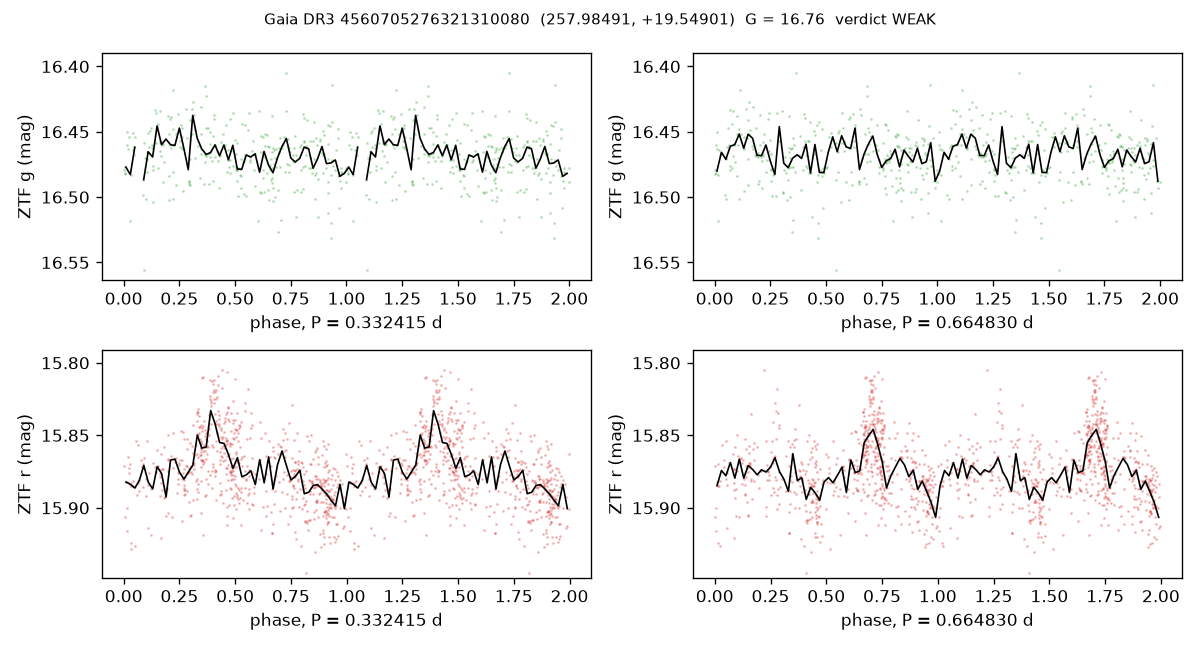 Gaia DR3 4560705276321310080  (257.98491, +19.54901)  G = 16.76  verdict WEAK
16.40
16.45
16.50
16.55
ZTF g (mag)
0.00 0.25 0.50 0.75 1.00 1.25 1.50 1.75 2.00
phase, P = 0.332415 d
16.40
16.45
16.50
16.55
ZTF g (mag)
0.00 0.25 0.50 0.75 1.00 1.25 1.50 1.75 2.00
phase, P = 0.664830 d
15.80
15.85
15.90
ZTF r (mag)
0.00 0.25 0.50 0.75 1.00 1.25 1.50 1.75 2.00
phase, P = 0.332415 d
15.80
15.85
15.90
ZTF r (mag)
0.00 0.25 0.50 0.75 1.00 1.25 1.50 1.75 2.00
phase, P = 0.664830 d